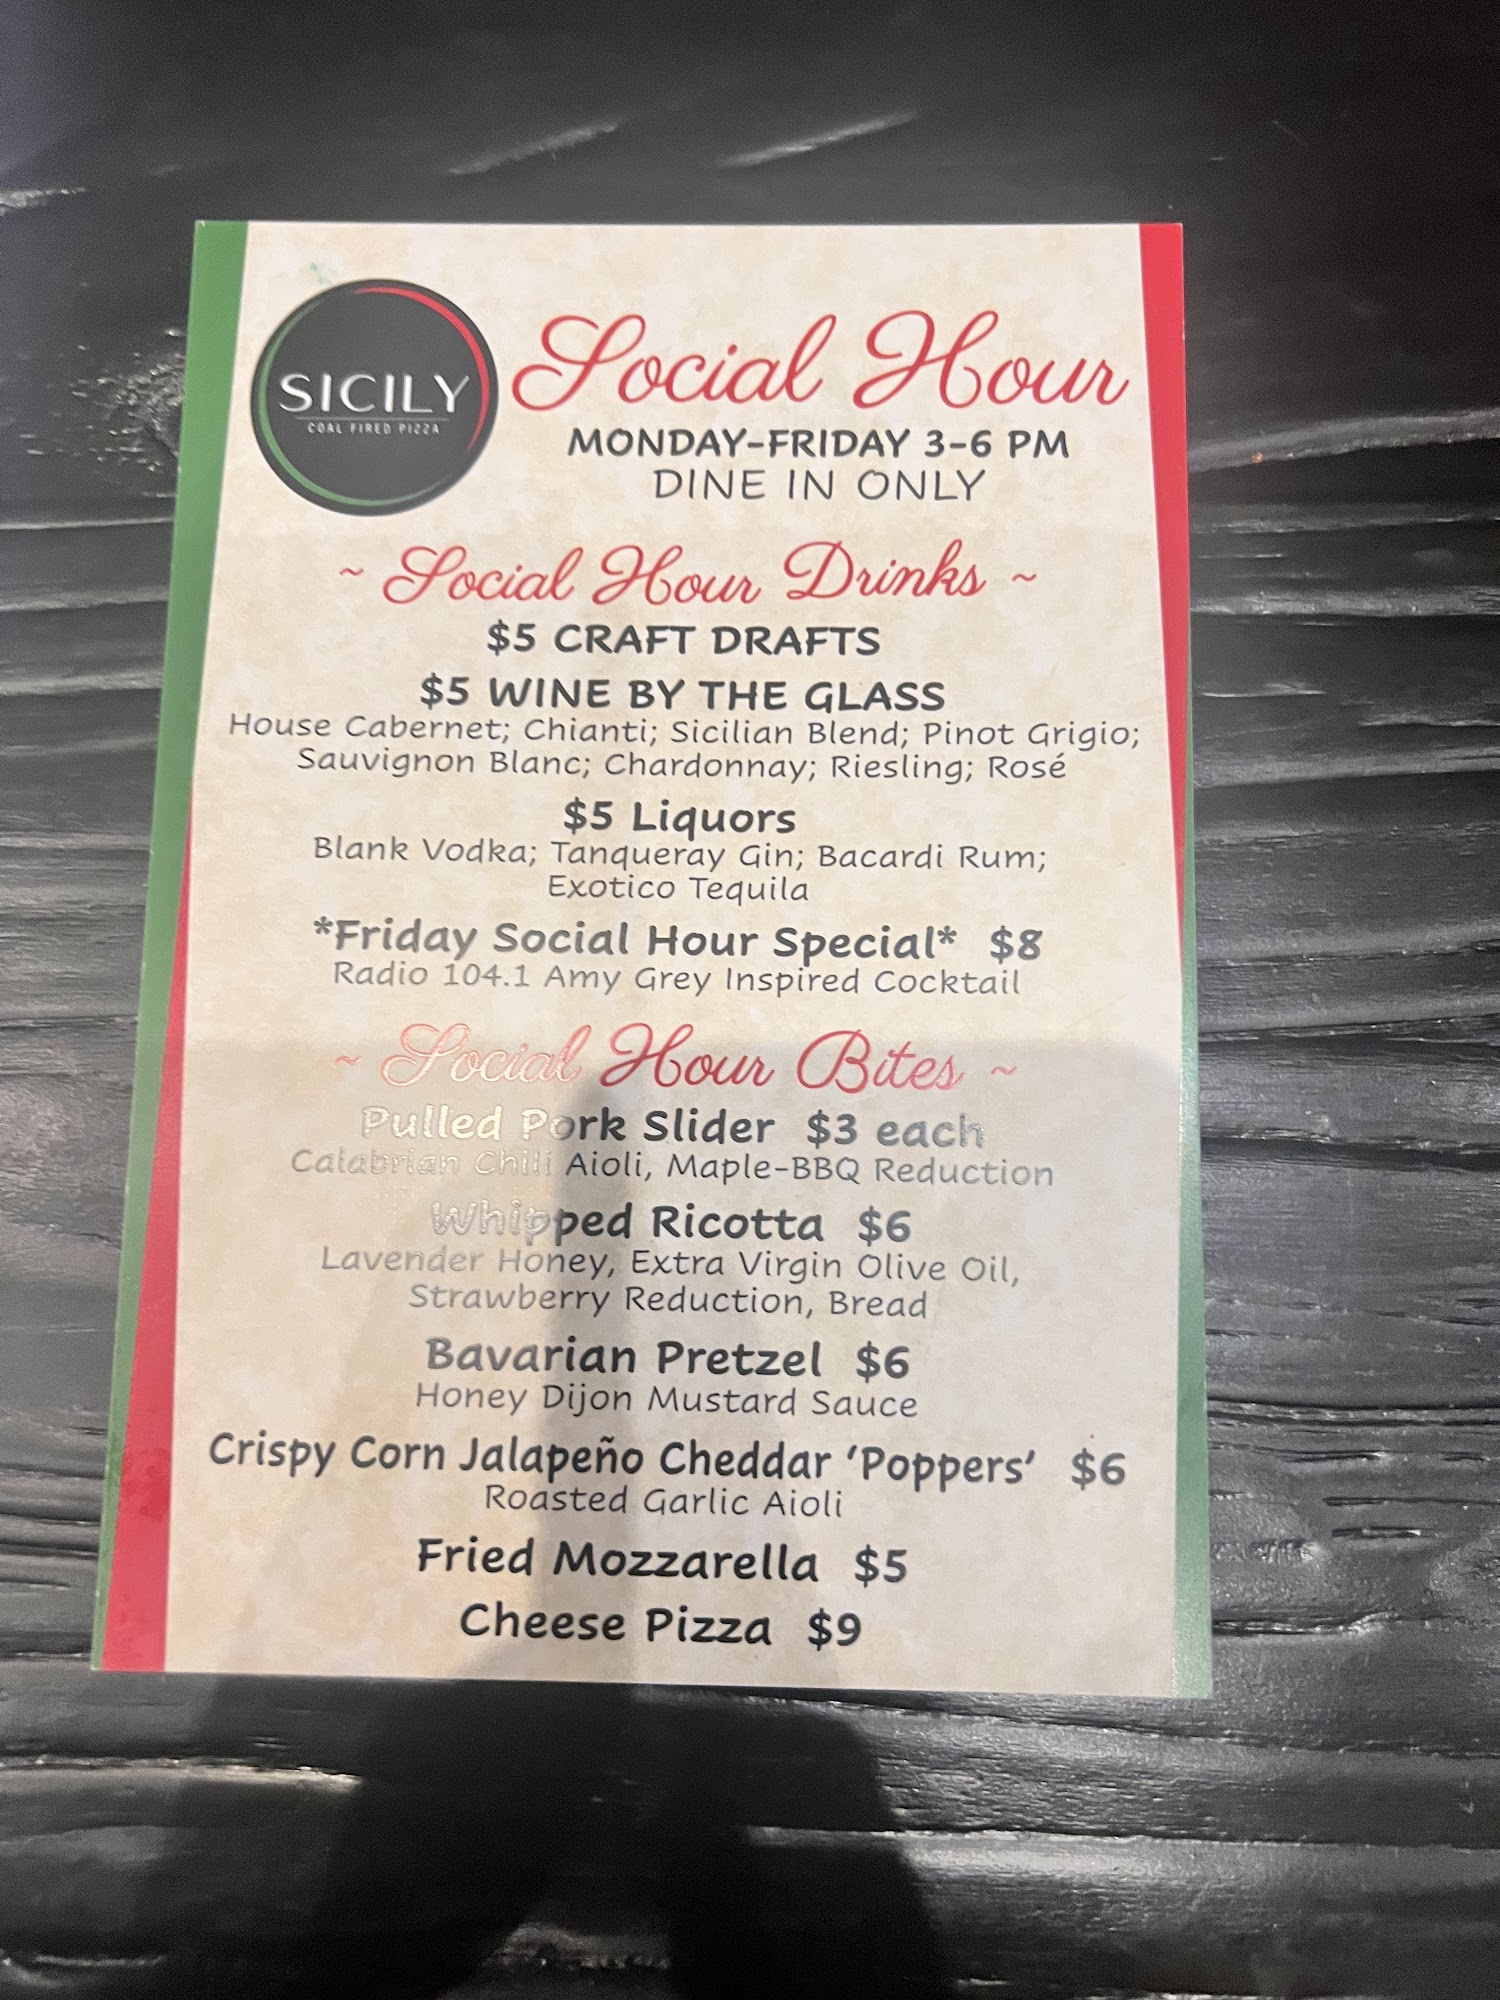 SICILY
COAL FIRED PIZZA
Social Hour
MONDAY-FRIDAY 3-6 PM
DINE IN ONLY
~ Social Hour Drinks ~
$5 CRAFT DRAFTS
$5 WINE BY THE GLASS
House Cabernet; Chianti; Sicilian Blend; Pinot Grigio;
Sauvignon Blanc; Chardonnay; Riesling; Rosé
$5 Liquors
Blank Vodka; Tanqueray Gin; Bacardi Rum;
Exotico Tequila
*Friday Social Hour Special* $8
Radio 104.1 Amy Grey Inspired Cocktail
~ Social Hour Bites ~
Pulled Pork Slider $3 each
Calabrian Chili Aioli, Maple-BBQ Reduction
Whipped Ricotta $6
Lavender Honey, Extra Virgin Olive Oil,
Strawberry Reduction, Bread
Bavarian Pretzel $6
Honey Dijon Mustard Sauce
Crispy Corn Jalapeño Cheddar ‘Poppers’ $6
Roasted Garlic Aioli
Fried Mozzarella $5
Cheese Pizza $9